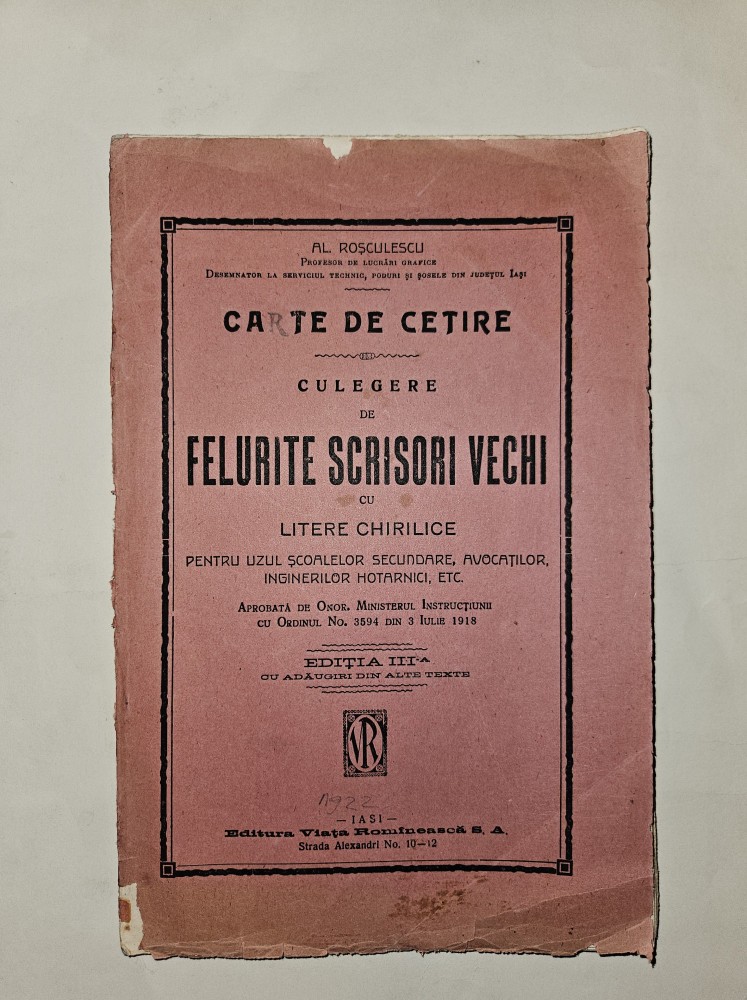 AL. ROȘCULESCU
PROFESOR DE LUCRĂRI GRAFICE
DESEMNATOR LA SERVICIUL TECHNIC, PODURI ȘI ȘOSELE DIN JUDEȚUL IAȘI
CARTE DE CETIRE
CULEGERE
DE
FELURITE SCRISORI VECHI
CU
LITERE CHIRILICE
PENTRU UZUL ȘCOALELOR SECUNDARE, AVOCAȚILOR,
INGINERILOR HOTARNICI, ETC.
APROBATĂ DE ONOR. MINISTERUL INSTRUCȚIUNII
CU ORDINUL NO. 3594 DIN 3 IULIE 1918
EDIȚIA III-A
CU ADĂUGIRI DIN ALTE TEXTE
VR
1922
— IASI —
Editura Viața Romînească S. A.
Strada Alexandri No. 10—12